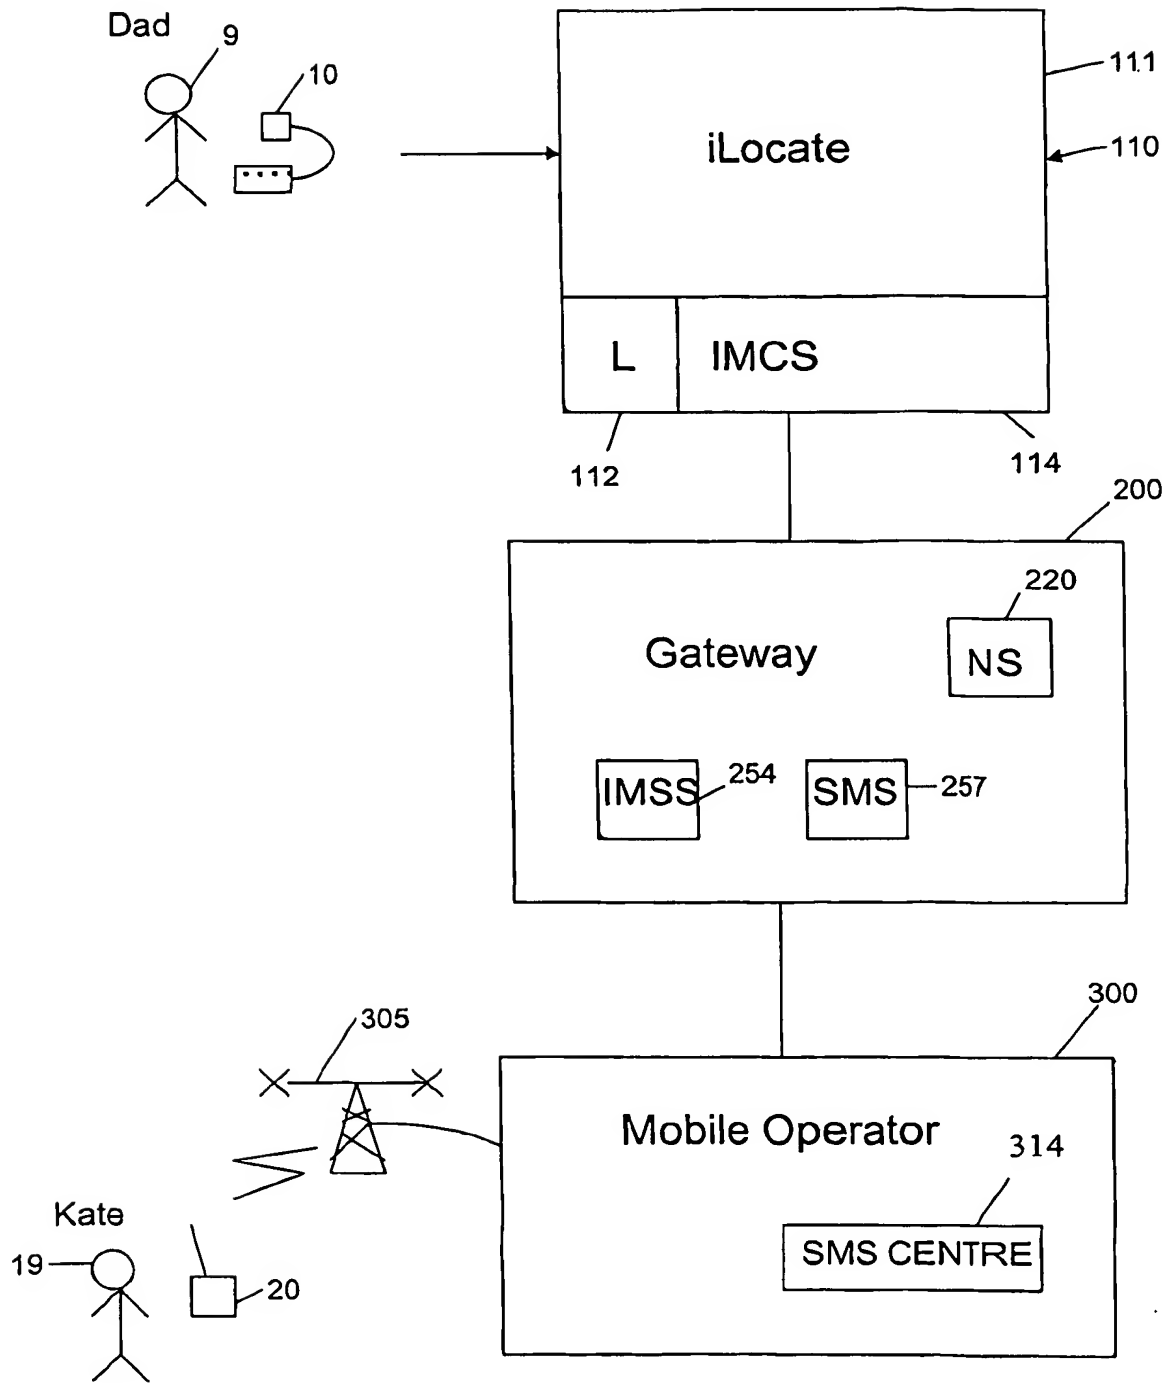 Dad
9
10
111
iLocate
110
L
IMCS
112
114
200
220
Gateway
NS
IMSS
254
SMS
257
300
305
Mobile Operator
314
Kate
SMS CENTRE
19
20